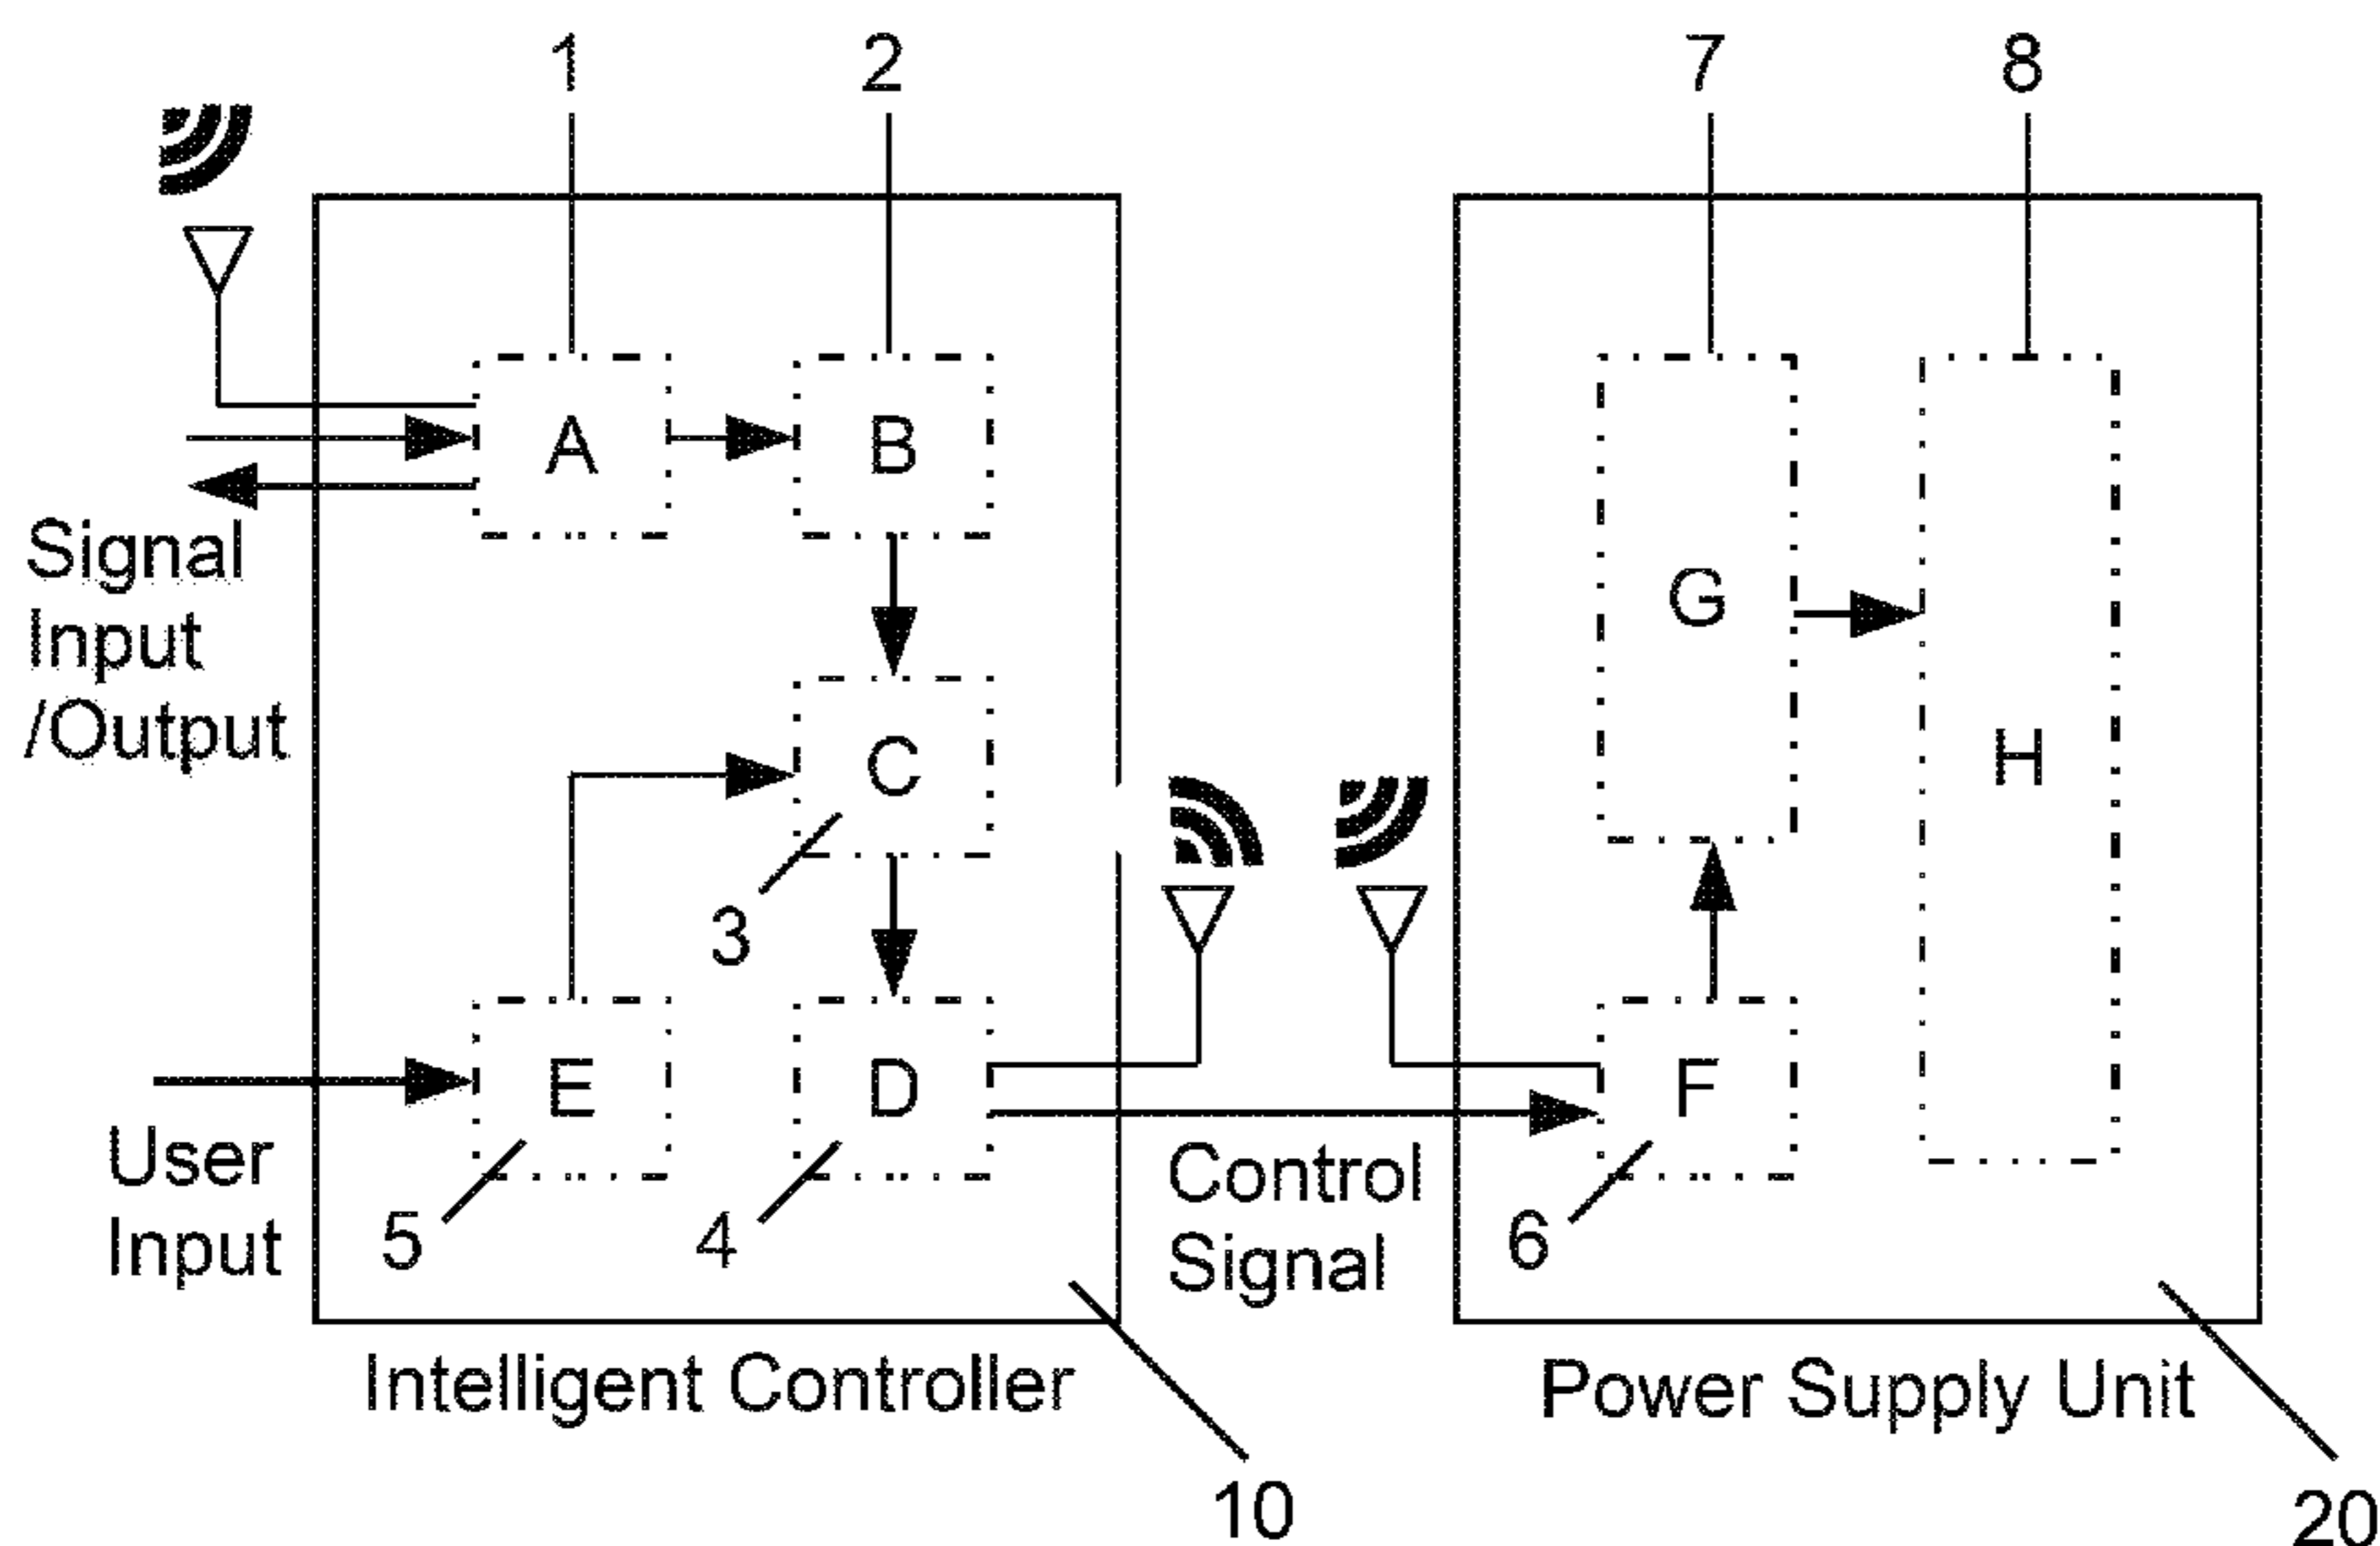 1
2
7
8
A
B
Signal
Input
/Output
G
C
H
3
E
D
F
User
Input
Control
Signal
5
4
6
Intelligent Controller
Power Supply Unit
10
20